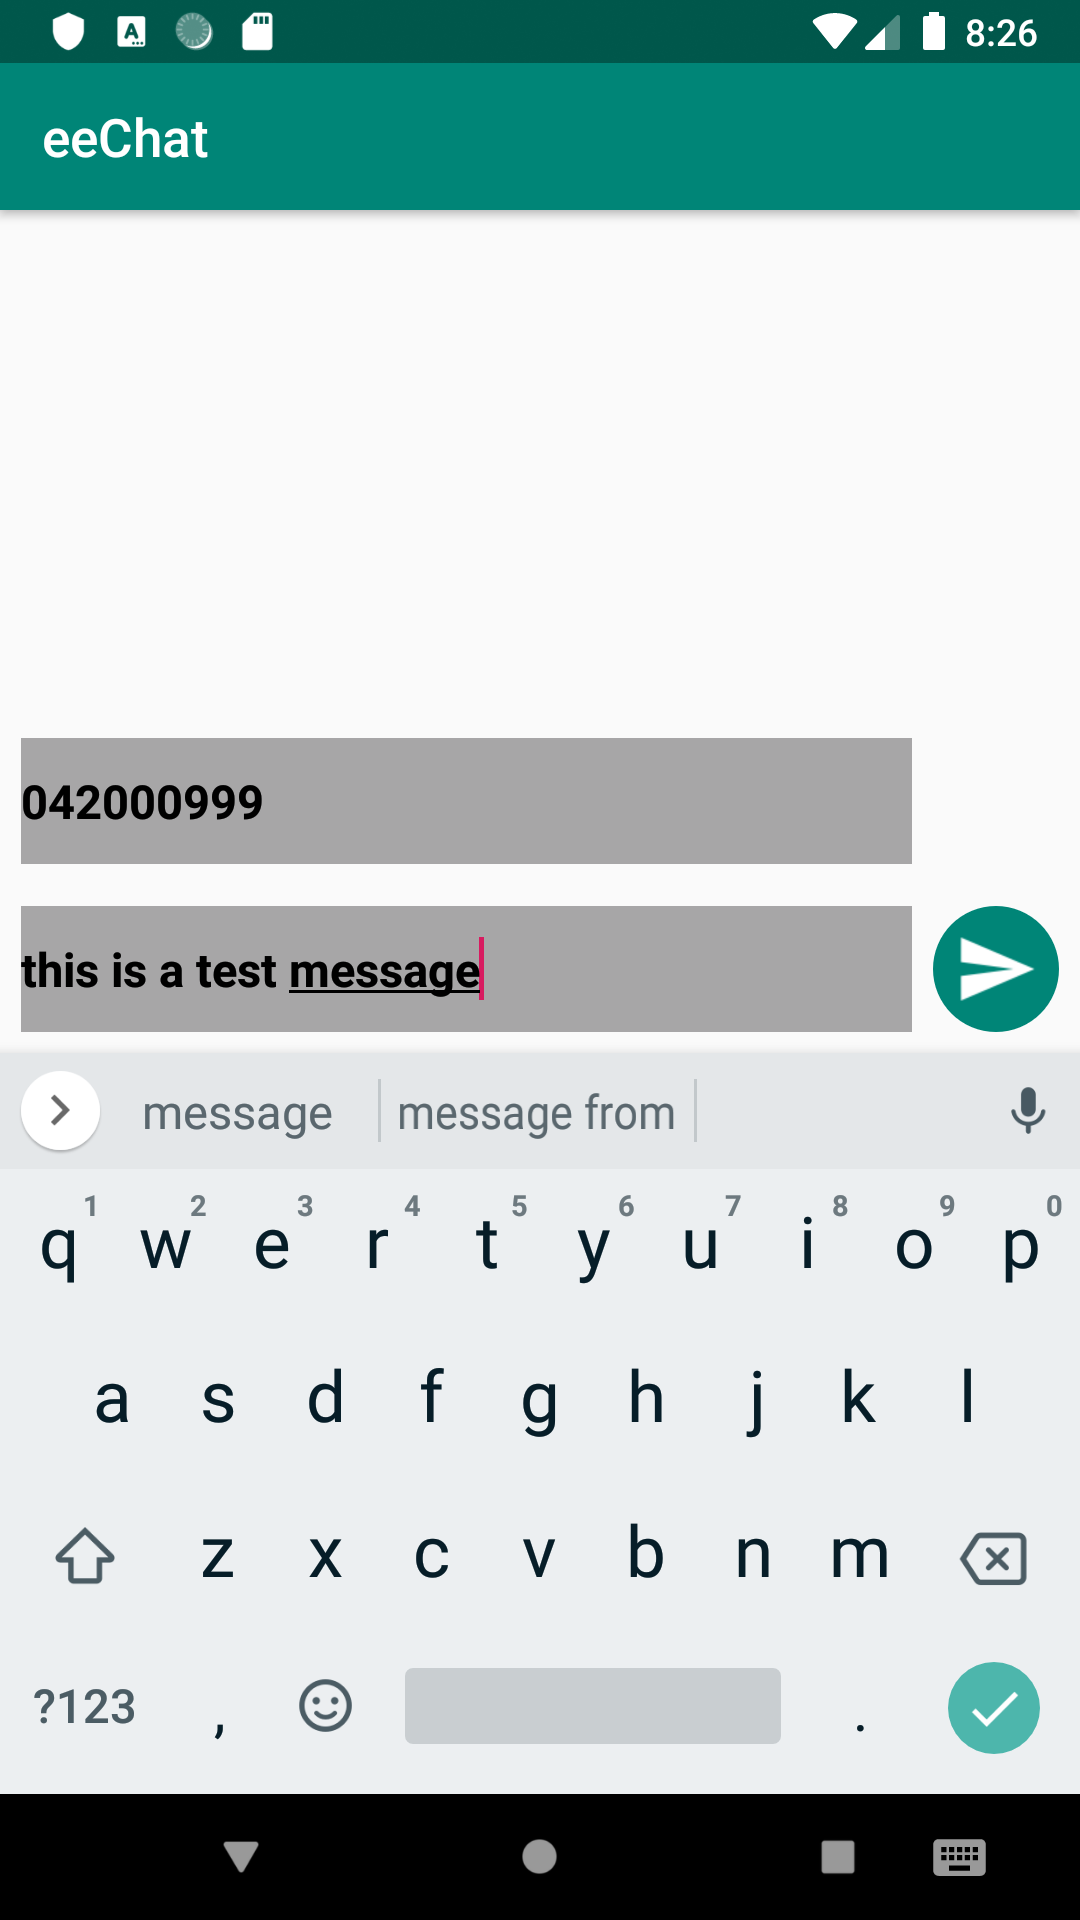 8:26
eeChat
042000999
this is a test message
message message from
1 2 3 4 5 6 7 8 9 0
q w e r t y u i o p
a s d f g h j k l
z x c v b n m
?123 , .